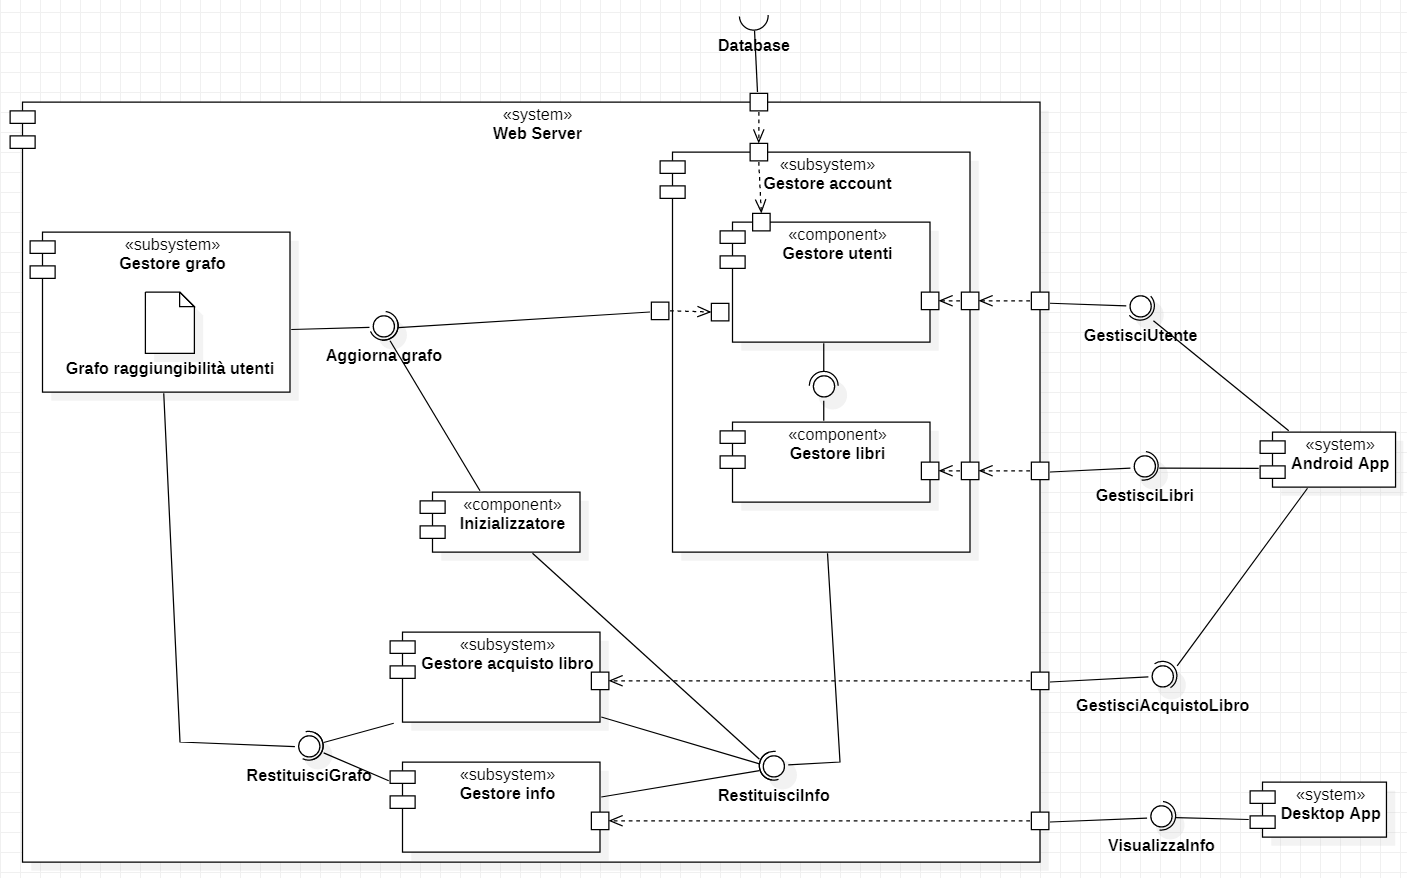 Database
«system»
Web Server
«subsystem»
Gestore account
«subsystem»
Gestore grafo
Grafo raggiungibilità utenti
«component»
Gestore utenti
Aggiorna grafo
GestisciUtente
«component»
Gestore libri
«system»
Android App
GestisciLibri
«component»
Inizializzatore
«subsystem»
Gestore acquisto libro
GestisciAcquistoLibro
RestituisciGrafo
«subsystem»
Gestore info
RestituisciInfo
«system»
Desktop App
VisualizzaInfo